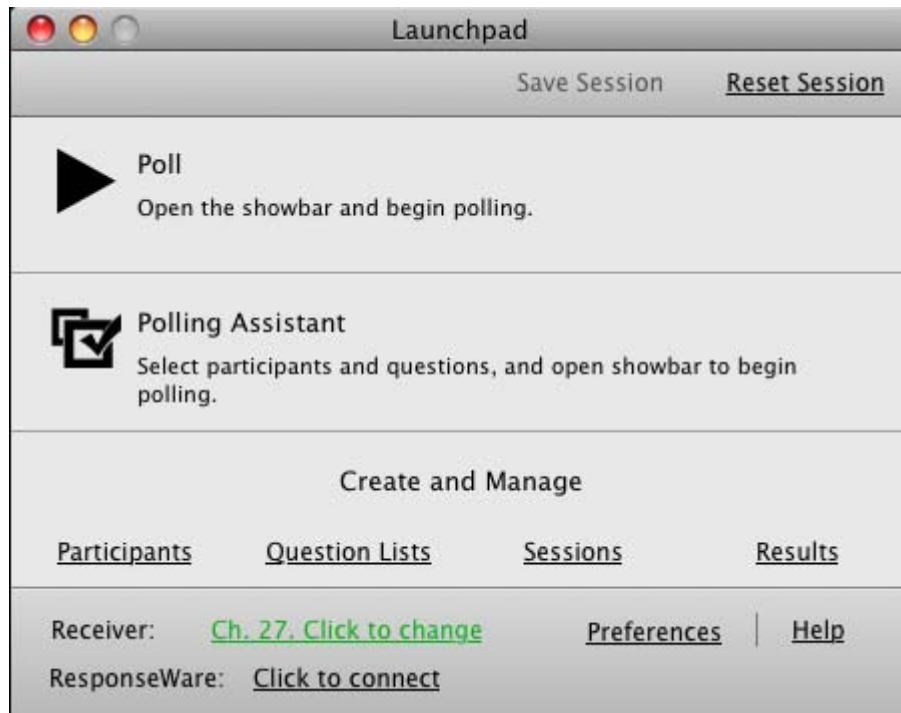 Launchpad
Save Session Reset Session
Poll
Open the showbar and begin polling.
Polling Assistant
Select participants and questions, and open showbar to begin
polling.
Create and Manage
Participants Question Lists Sessions Results
Receiver: Ch. 27. Click to change Preferences | Help
ResponseWare: Click to connect